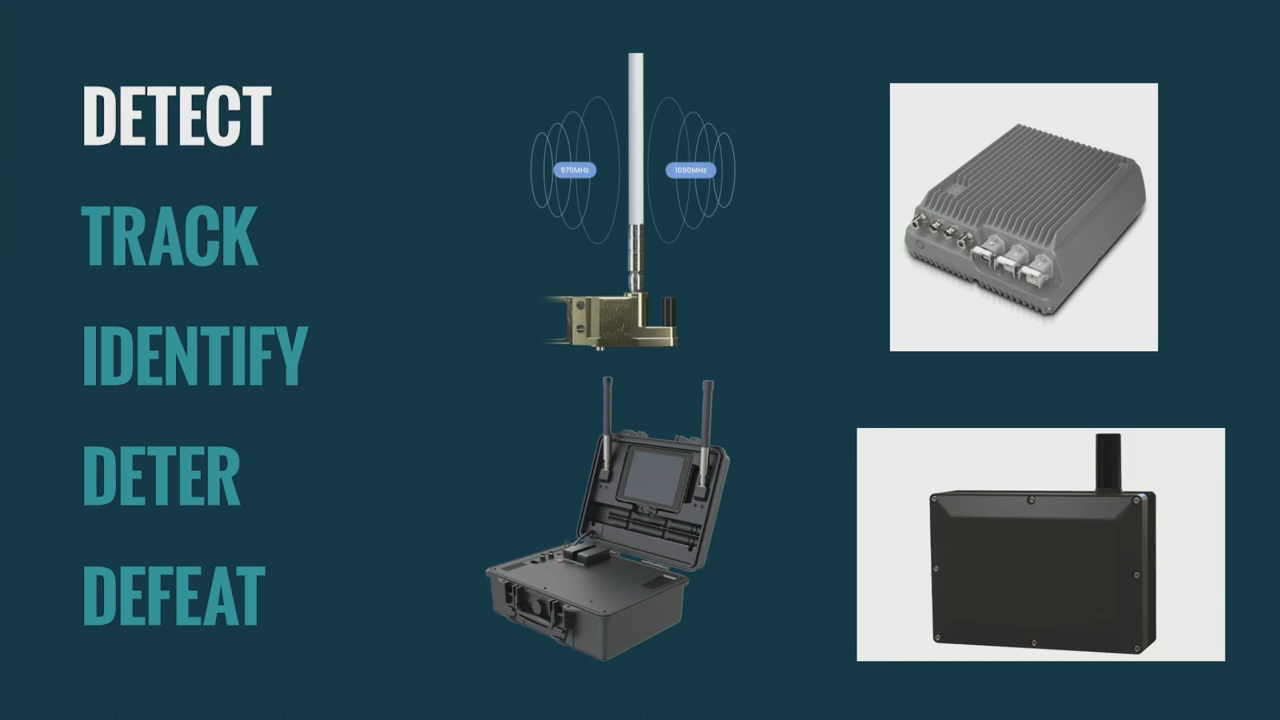 DETECT
TRACK
IDENTIFY
DETER
DEFEAT
978MHz
1090MHz